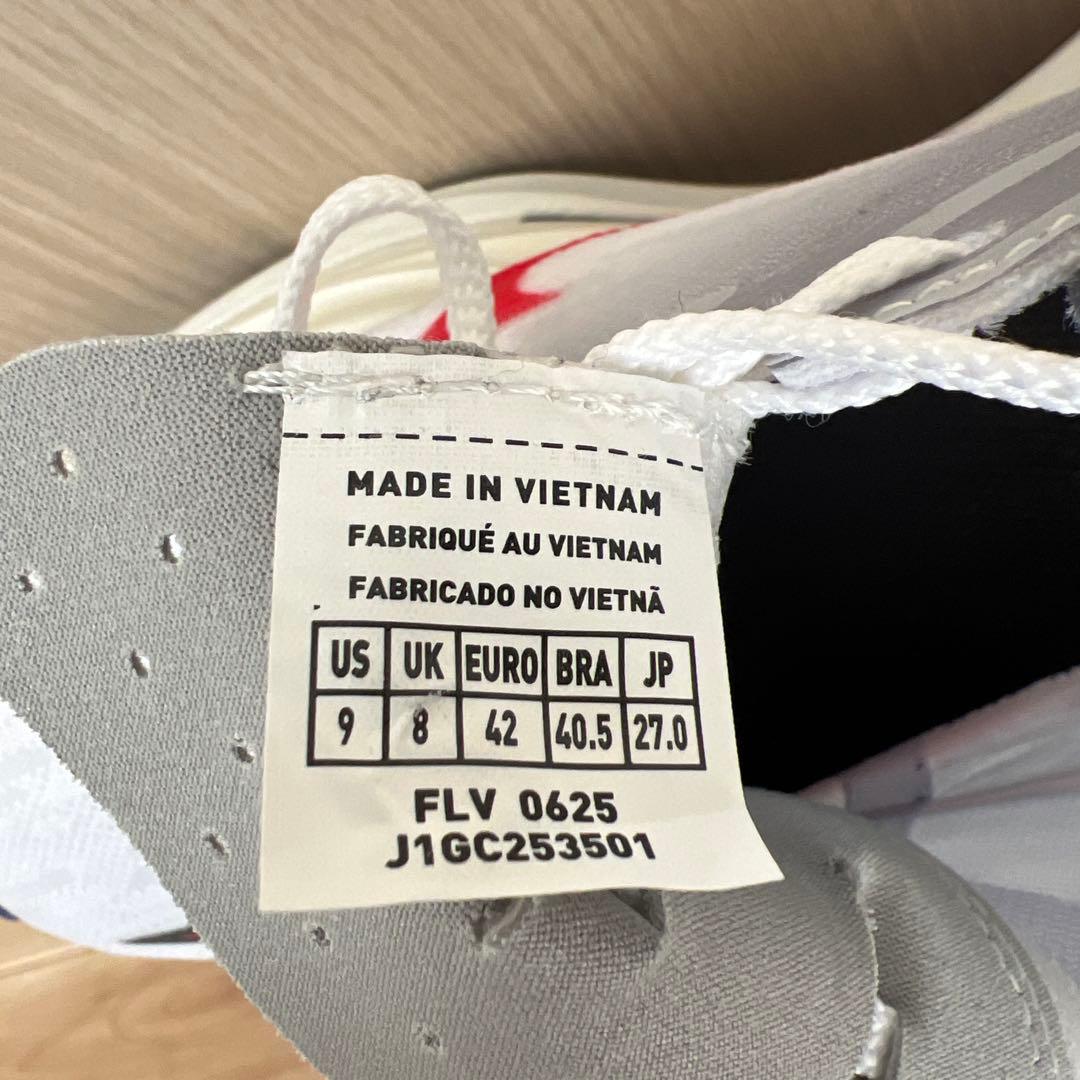 MADE IN VIETNAM
FABRIQUÉ AU VIETNAM
FABRICADO NO VIETNÃ
US UK EURO BRA JP
9 8 42 40.5 27.0
FLV 0625
J1GC253501